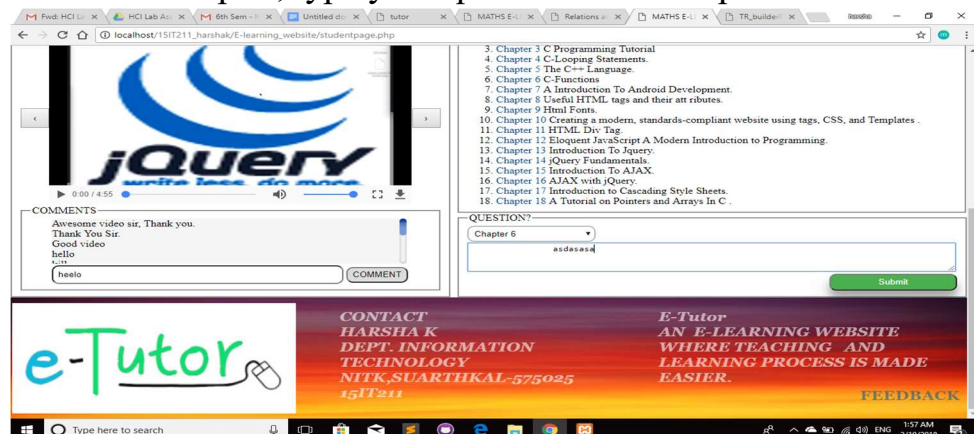 Fwd: HCI La
HCI Lab Ass
6th Sem -
Untitled do
tutor
MATHS E-L
Relations a
MATHS E-L
TR_builder
localhost/15IT211_harshak/E-learning_website/studentpage.php
3. Chapter 3 C Programming Tutorial
4. Chapter 4 C-Looping Statements.
5. Chapter 5 The C++ Language.
6. Chapter 6 C-Functions
7. Chapter 7 A Introduction To Android Development.
8. Chapter 8 Useful HTML tags and their att ributes.
9. Chapter 9 Html Fonts.
10. Chapter 10 Creating a modern, standards-compliant website using tags, CSS, and Templates .
11. Chapter 11 HTML Div Tag.
12. Chapter 12 Eloquent JavaScript A Modern Introduction to Programming.
13. Chapter 13 Introduction To Jquery.
14. Chapter 14 jQuery Fundamentals.
15. Chapter 15 Introduction To AJAX.
16. Chapter 16 AJAX with jQuery.
17. Chapter 17 Introduction to Cascading Style Sheets.
18. Chapter 18 A Tutorial on Pointers and Arrays In C .
jQuery
write less, do more.
0:00 / 4:55
COMMENTS
Awesome video sir, Thank you.
Thank You Sir.
Good video
hello
heelo
COMMENT
QUESTION?
Chapter 6
asdasasa
Submit
e-Tutor
CONTACT
HARSHA K
DEPT. INFORMATION
TECHNOLOGY
NITK,SUARTHKAL-575025
15IT211
E-Tutor
AN E-LEARNING WEBSITE
WHERE TEACHING AND
LEARNING PROCESS IS MADE
EASIER.
FEEDBACK
Type here to search
ENG
1:57 AM